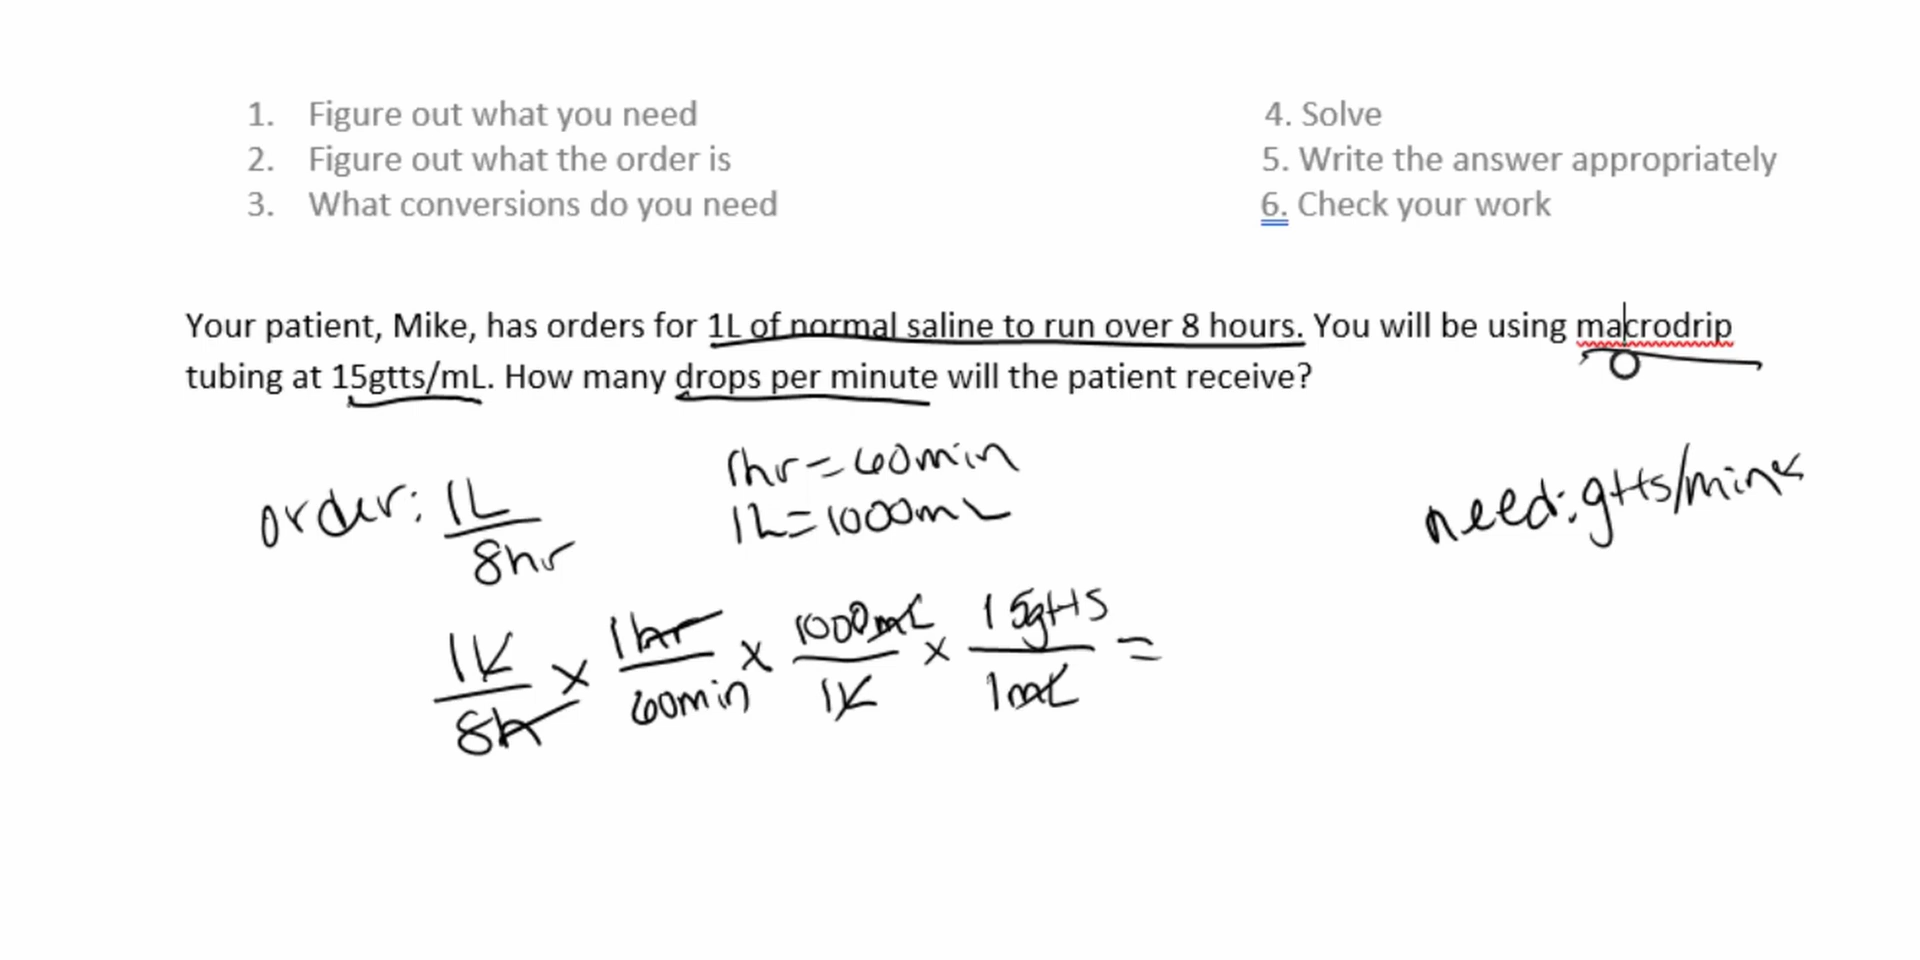 1. Figure out what you need
2. Figure out what the order is
3. What conversions do you need
4. Solve
5. Write the answer appropriately
6. Check your work
Your patient, Mike, has orders for 1L of normal saline to run over 8 hours. You will be using macrodrip
tubing at 15gtts/mL. How many drops per minute will the patient receive?
order: 1L
8hr
1hr = 60min
1L = 1000mL
need: gtts/min
1L × 1hr × 1000mL × 15gtts =
8h 60min 1L 1mL